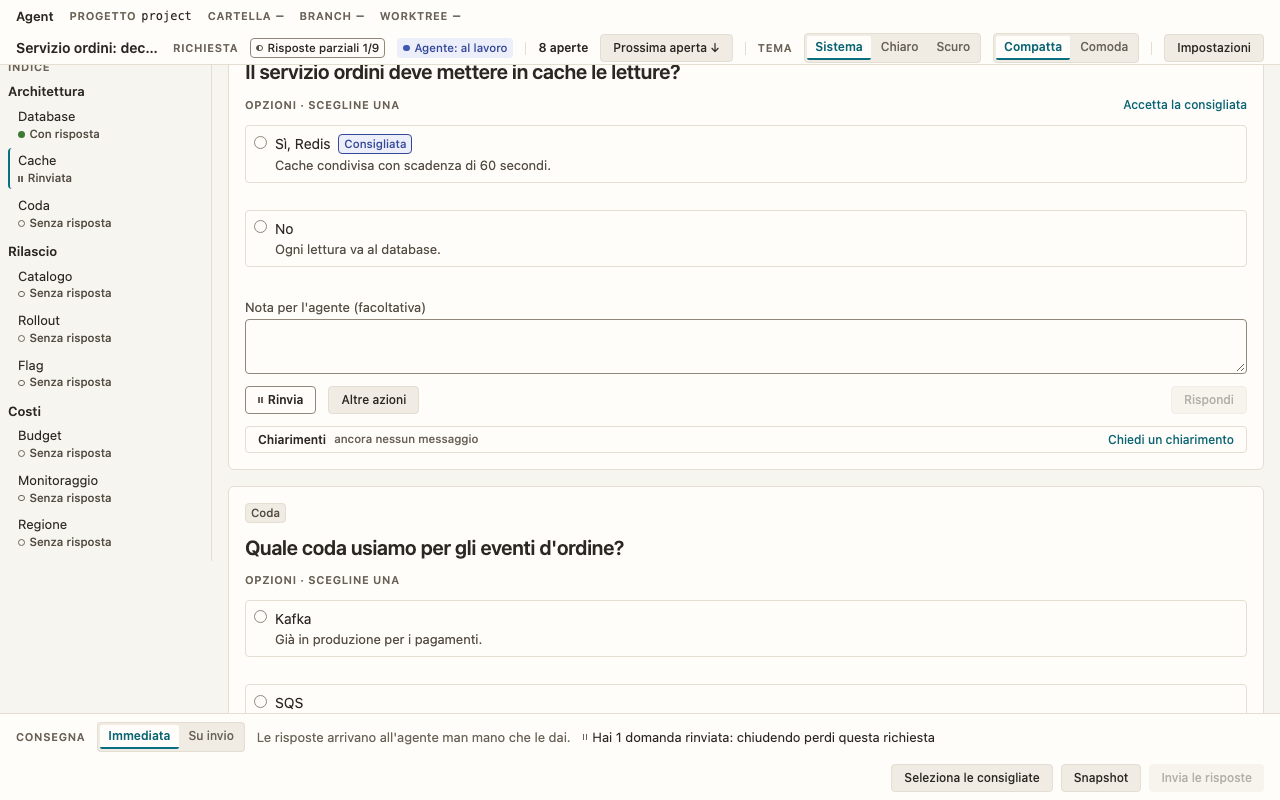 Agent PROGETTO project CARTELLA — BRANCH — WORKTREE —
Servizio ordini: dec... RICHIESTA Risposte parziali 1/9 Agente: al lavoro 8 aperte Prossima aperta ↓ TEMA Sistema Chiaro Scuro Compatta Comoda Impostazioni
INDICE
Architettura
Database
Con risposta
Cache
Rinviata
Coda
Senza risposta
Rilascio
Catalogo
Senza risposta
Rollout
Senza risposta
Flag
Senza risposta
Costi
Budget
Senza risposta
Monitoraggio
Senza risposta
Regione
Senza risposta
Il servizio ordini deve mettere in cache le letture?
OPZIONI · SCEGLINE UNA Accetta la consigliata
Sì, Redis Consigliata
Cache condivisa con scadenza di 60 secondi.
No
Ogni lettura va al database.
Nota per l'agente (facoltativa)
Rinvia Altre azioni Rispondi
Chiarimenti ancora nessun messaggio Chiedi un chiarimento
Coda
Quale coda usiamo per gli eventi d'ordine?
OPZIONI · SCEGLINE UNA
Kafka
Già in produzione per i pagamenti.
SQS
CONSEGNA Immediata Su invio Le risposte arrivano all'agente man mano che le dai. Hai 1 domanda rinviata: chiudendo perdi questa richiesta
Seleziona le consigliate Snapshot Invia le risposte